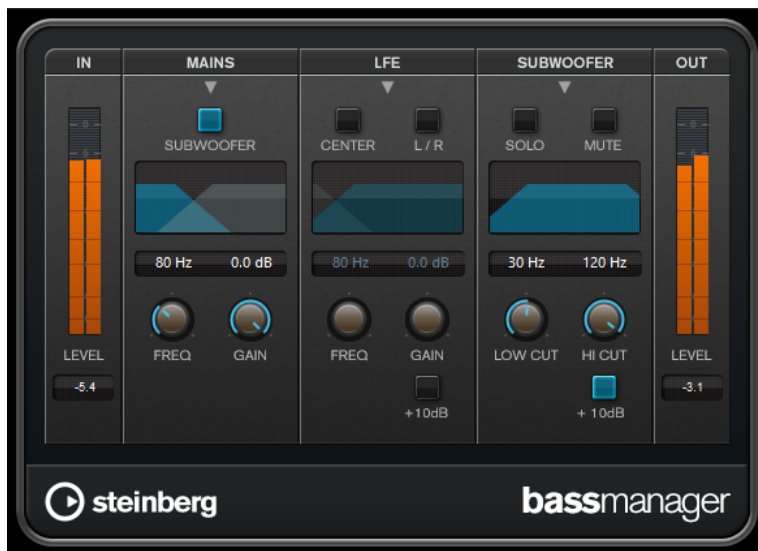 IN MAINS LFE SUBWOOFER OUT
SUBWOOFER CENTER L / R SOLO MUTE
0 0
80 Hz 0.0 dB 80 Hz 0.0 dB 30 Hz 120 Hz
LEVEL FREQ GAIN FREQ GAIN LOW CUT HI CUT LEVEL
-5.4 -3.1
+10dB + 10dB
steinberg bassmanager